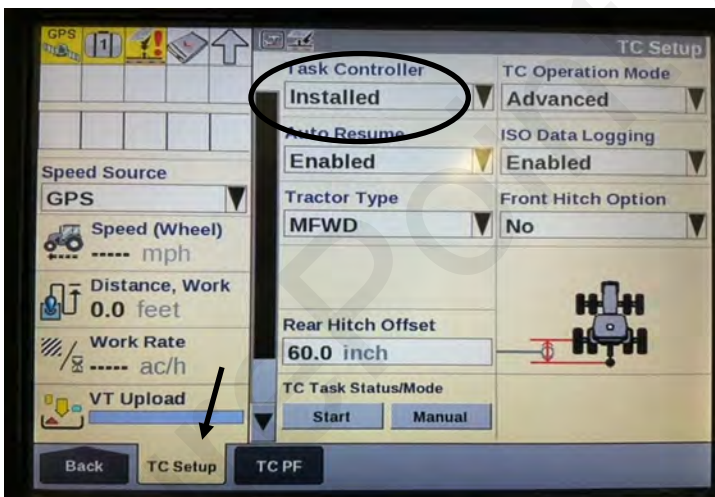 GPS
1
TC Setup
Speed Source
GPS
Speed (Wheel)
----- mph
Distance, Work
0.0 feet
Work Rate
----- ac/h
VT Upload
Task Controller
Installed
TC Operation Mode
Advanced
Auto Resume
Enabled
ISO Data Logging
Enabled
Tractor Type
MFWD
Front Hitch Option
No
Rear Hitch Offset
60.0 inch
TC Task Status/Mode
Start
Manual
Back
TC Setup
TC PF